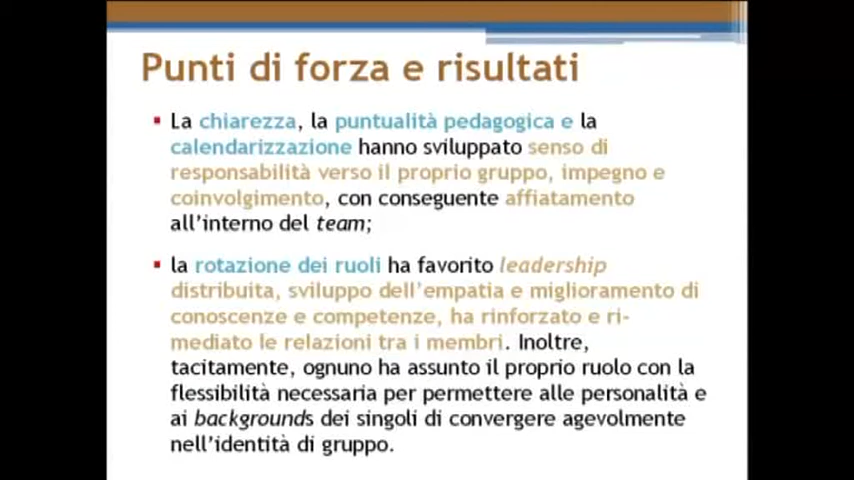 Punti di forza e risultati
La chiarezza, la puntualità pedagogica e la
calendarizzazione hanno sviluppato senso di
responsabilità verso il proprio gruppo, impegno e
coinvolgimento, con conseguente affiatamento
all'interno del team;
la rotazione dei ruoli ha favorito leadership
distribuita, sviluppo dell'empatia e miglioramento di
conoscenze e competenze, ha rinforzato e ri-
mediato le relazioni tra i membri. Inoltre,
tacitamente, ognuno ha assunto il proprio ruolo con la
flessibilità necessaria per permettere alle personalità e
ai backgrounds dei singoli di convergere agevolmente
nell'identità di gruppo.